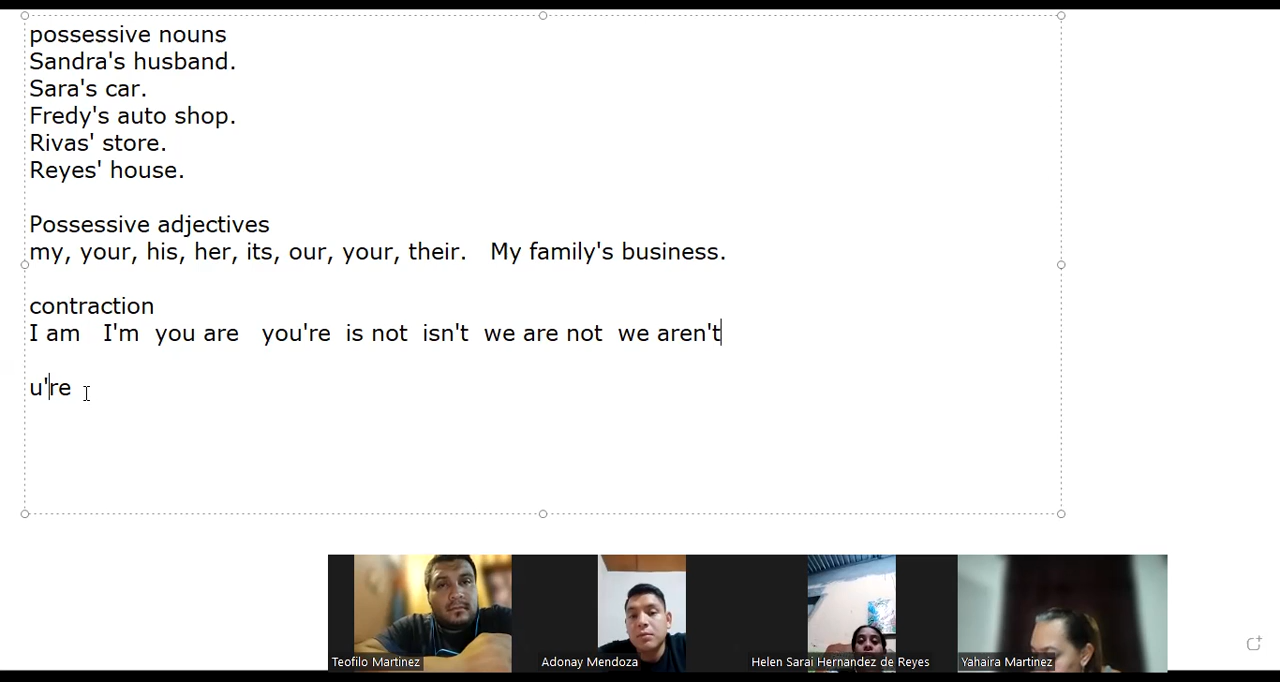 possessive nouns
Sandra's husband.
Sara's car.
Fredy's auto shop.
Rivas' store.
Reyes' house.
Possessive adjectives
my, your, his, her, its, our, your, their.   My family's business.
contraction
I am   I'm  you are   you're  is not  isn't  we are not  we aren't
u're
Teofilo Martinez
Adonay Mendoza
Helen Sarai Hernandez de Reyes
Yahaira Martinez